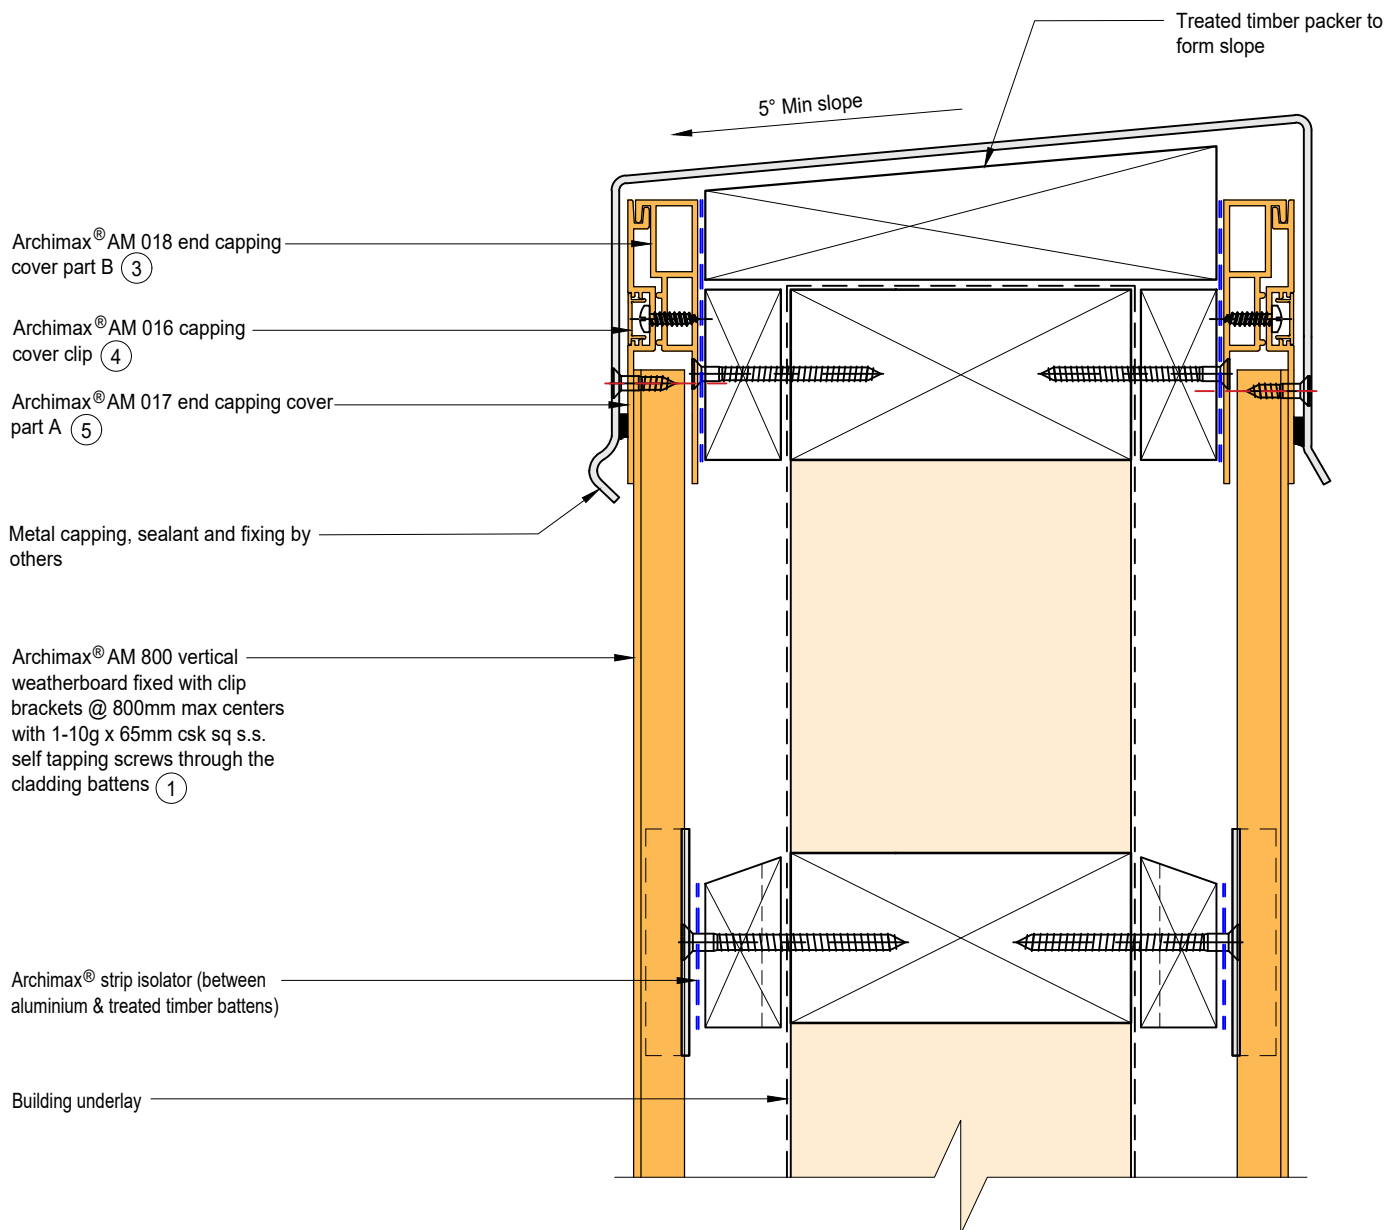 Treated timber packer to
form slope
5° Min slope
Archimax® AM 018 end capping
cover part B 3
Archimax® AM 016 capping
cover clip 4
Archimax® AM 017 end capping cover
part A 5
Metal capping, sealant and fixing by
others
Archimax® AM 800 vertical
weatherboard fixed with clip
brackets @ 800mm max centers
with 1-10g x 65mm csk sq s.s.
self tapping screws through the
cladding battens 1
Archimax® strip isolator (between
aluminium & treated timber battens)
Building underlay